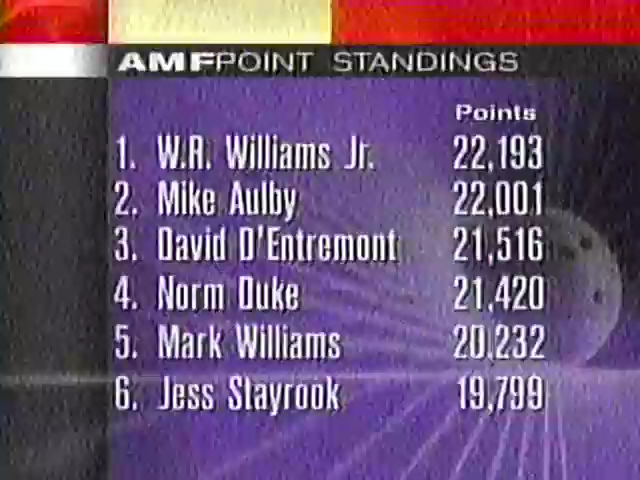 AMF POINT STANDINGS
Points
1. W.R. Williams Jr. 22,193
2. Mike Aulby 22,001
3. David D'Entremont 21,516
4. Norm Duke 21,420
5. Mark Williams 20,232
6. Jess Stayrook 19,799